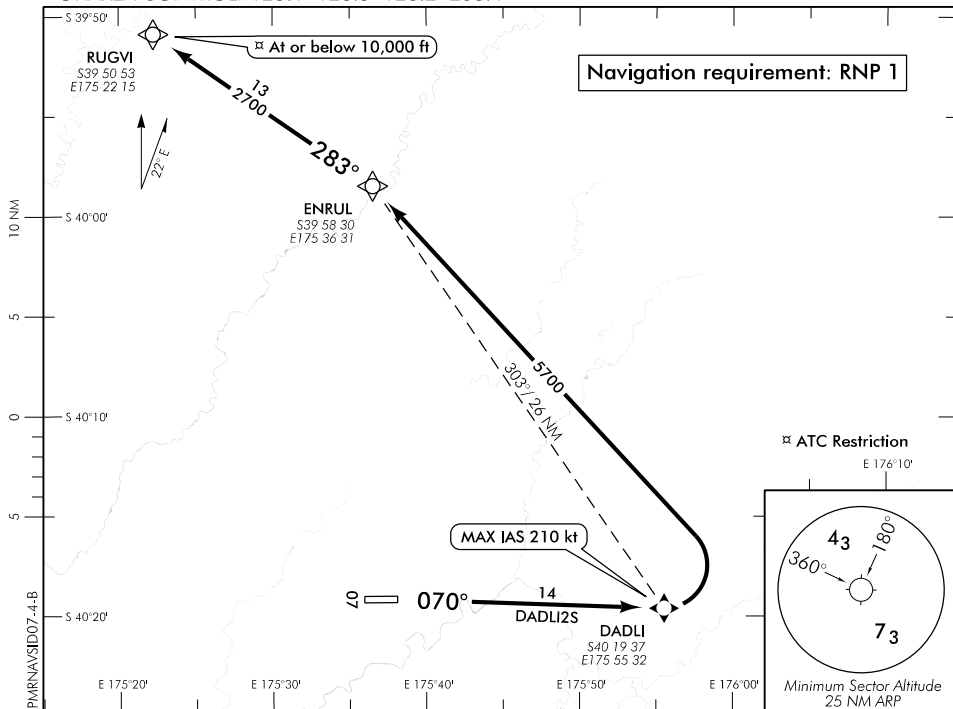 S 39°50'
RUGVI
S39 50 53
E175 22 15
¤ At or below 10,000 ft
Navigation requirement: RNP 1
13
2700
283°
22° E
ENRUL
S39 58 30
E175 36 31
10 NM
S 40°00'
5
5700
303°/ 26 NM
0
S 40°10'
¤ ATC Restriction
E 176°10'
5
MAX IAS 210 kt
43
180°
360°
73
07
070°
14
DADLI2S
DADLI
S40 19 37
E175 55 32
S 40°20'
PMRNAVSID07-4-B
E 175°20'
E 175°30'
E 175°40'
E 175°50'
E 176°00'
Minimum Sector Altitude
25 NM ARP